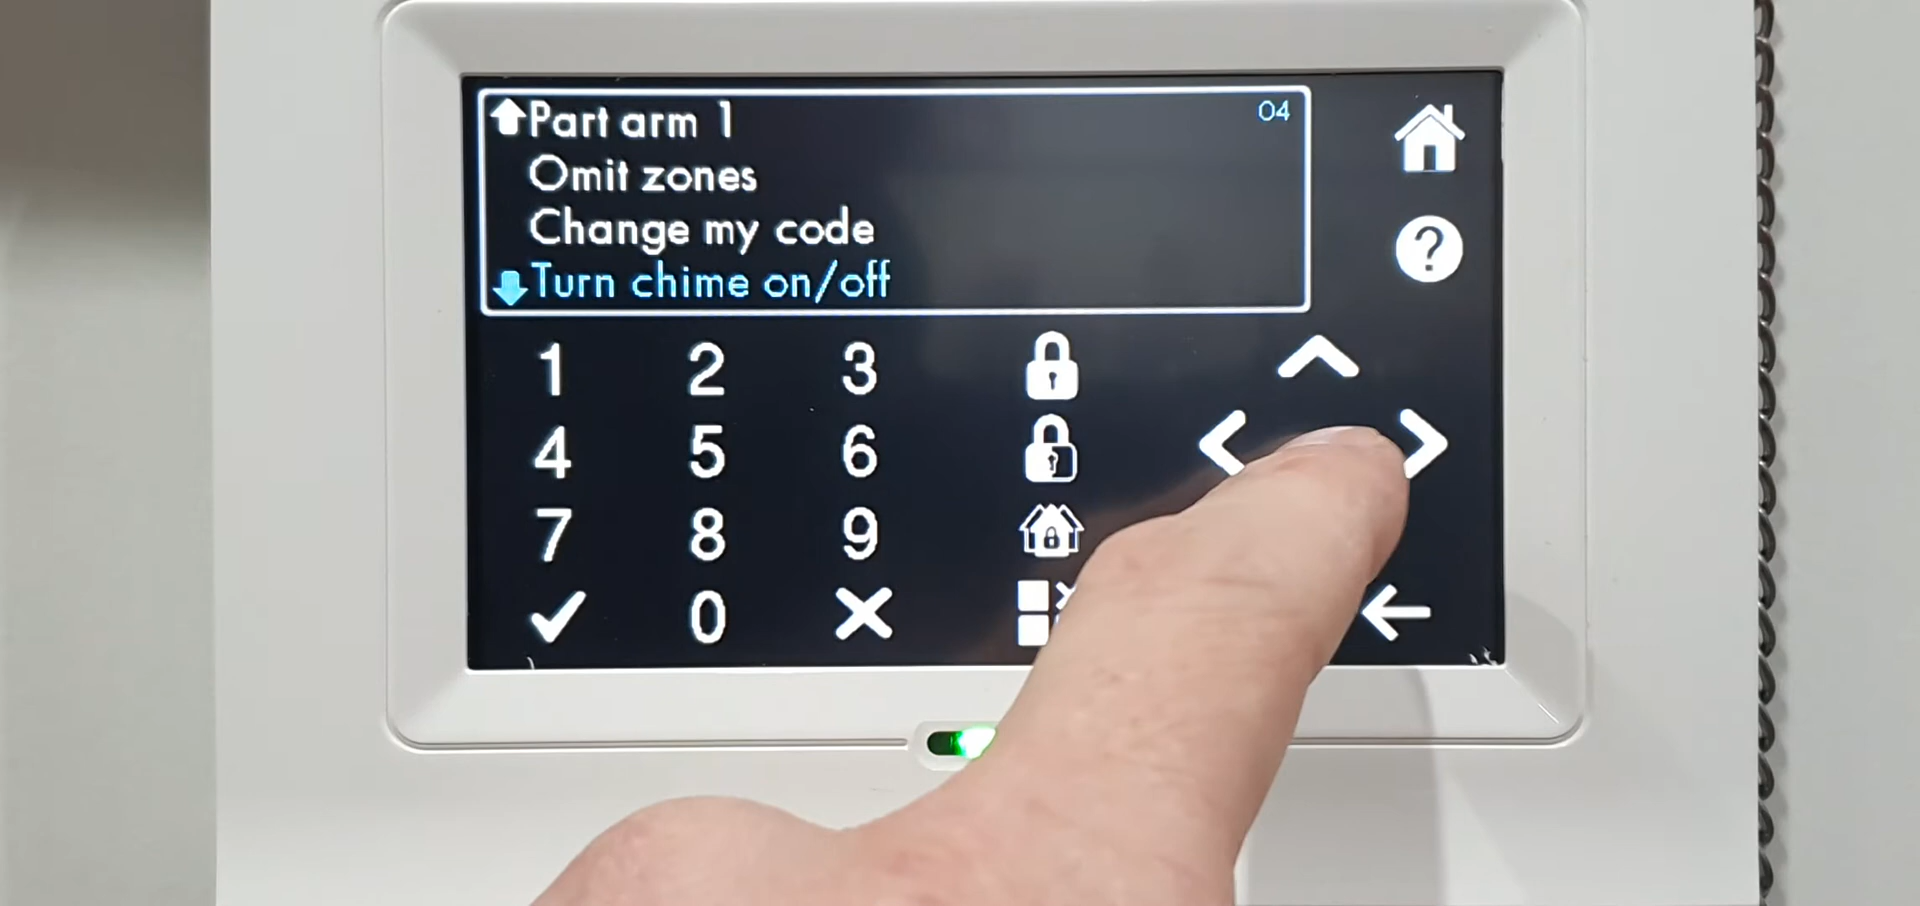 Part arm 1 04
Omit zones
Change my code
Turn chime on/off
1 2 3
4 5 6
7 8 9
0
?